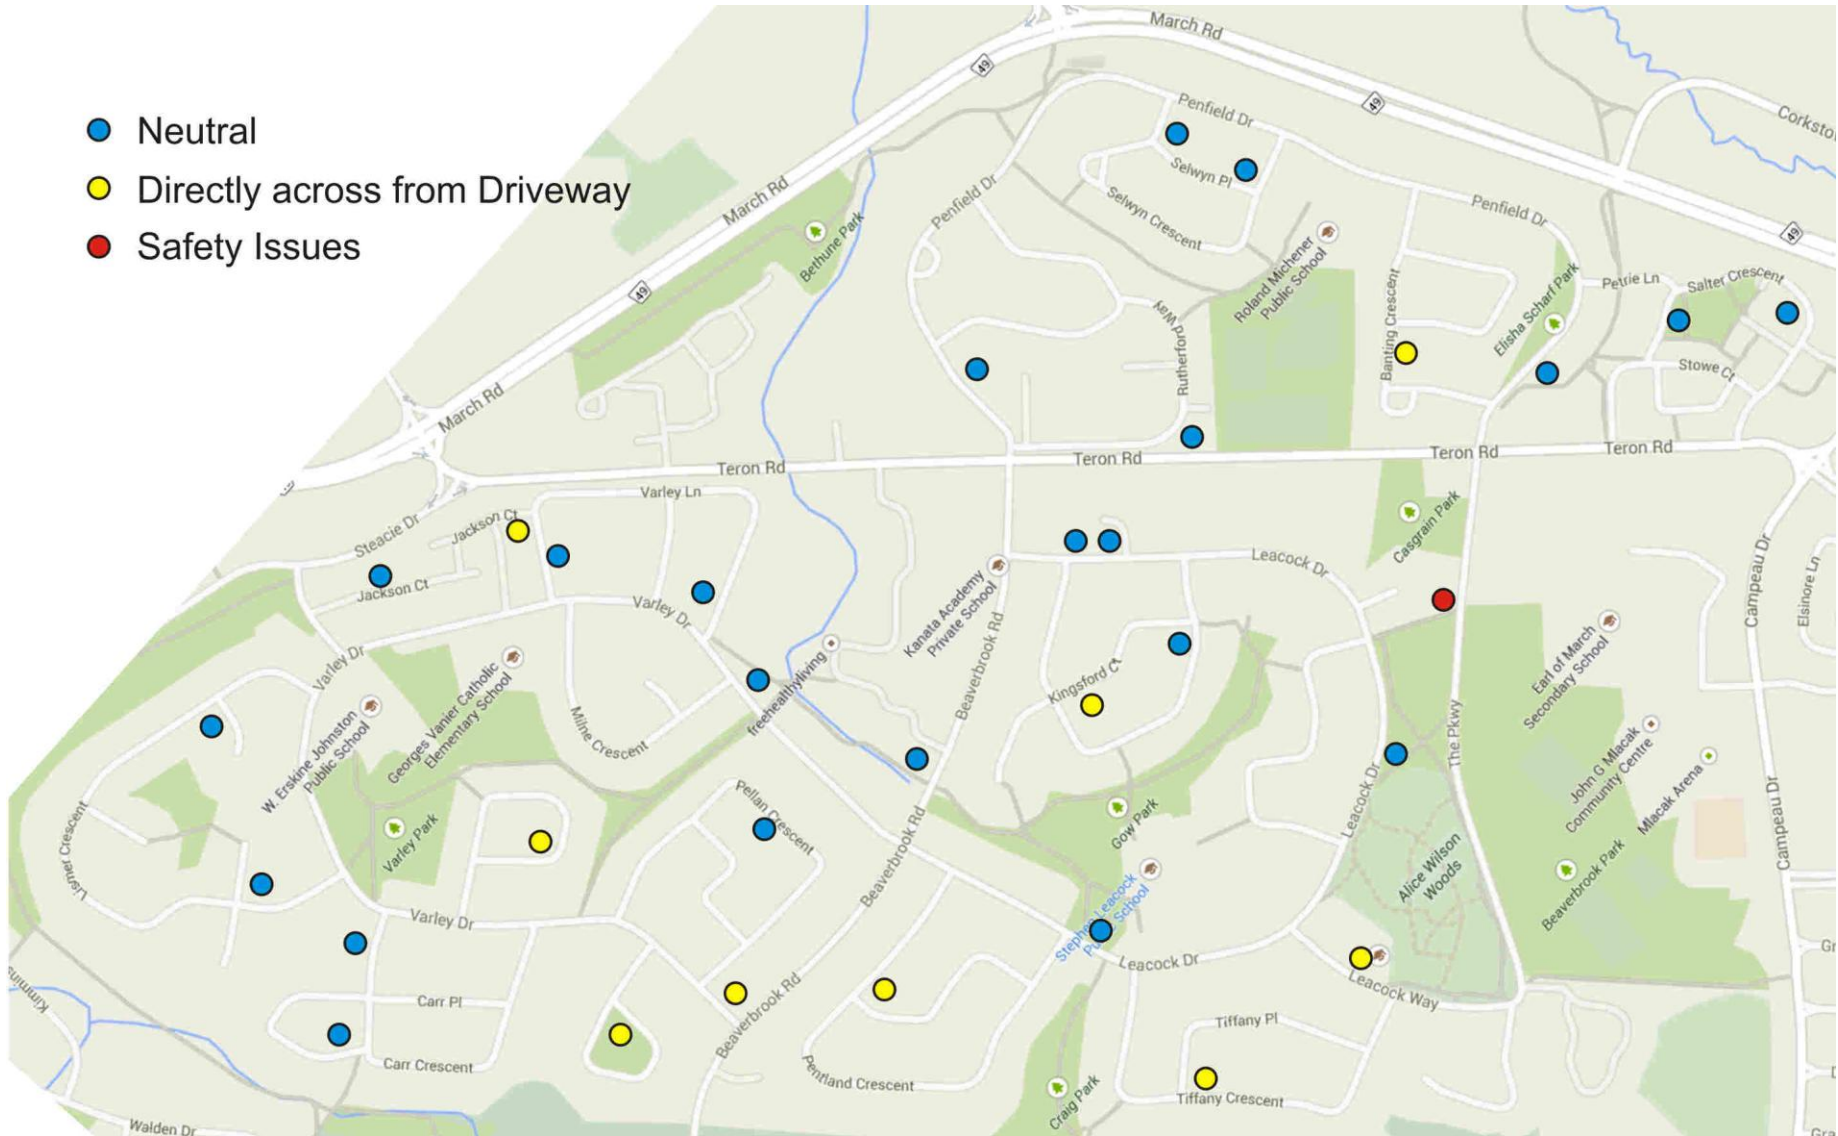 Neutral
Directly across from Driveway
Safety Issues
March Rd
49
49
Penfield Dr
Selwyn Pl
Selwyn Crescent
Penfield Dr
March Rd
Bethune Park
49
Roland Michener
Public School
Penfield Dr
49
Petrie Ln
Salter Crescent
Elisha Scharf Park
Banting Crescent
Rutherford Way
Stowe Ct
March Rd
Teron Rd
Teron Rd
Teron Rd
Teron Rd
Varley Ln
Steacie Dr
Jackson Ct
Jackson Ct
Casgrain Park
Leacock Dr
Kanata Academy
Private School
Campeau Dr
Elsinore Ln
Varley Dr
Varley Dr
Georges Vanier Catholic
Elementary School
W. Erskine Johnston
Public School
Milne Crescent
freehealthyliving
Beaverbrook Rd
Kingsford Ct
Earl of March
Secondary School
The Pkwy
John G Mlacak
Community Centre
Mlacak Arena
Lismer Crescent
Varley Park
Pellan Crescent
Beaverbrook Rd
Gow Park
Leacock Dr
Alice Wilson
Woods
Beaverbrook Park
Campeau Dr
Varley Dr
Leacock Dr
Leacock Way
Carr Pl
Carr Crescent
Beaverbrook Rd
Pentland Crescent
Tiffany Pl
Tiffany Crescent
Craig Park
Walden Dr